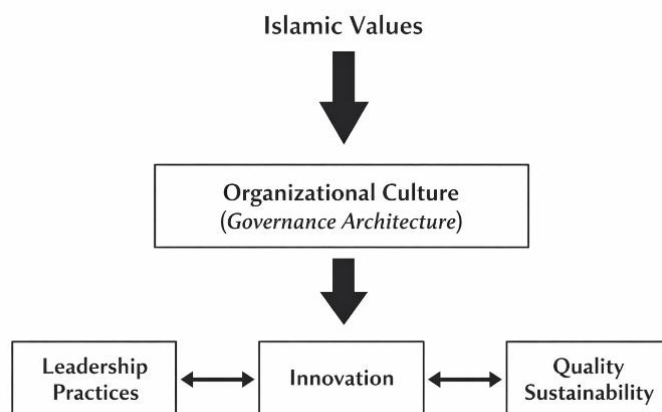 Islamic Values
Organizational Culture
(Governance Architecture)
Leadership
Practices
Innovation
Quality
Sustainability